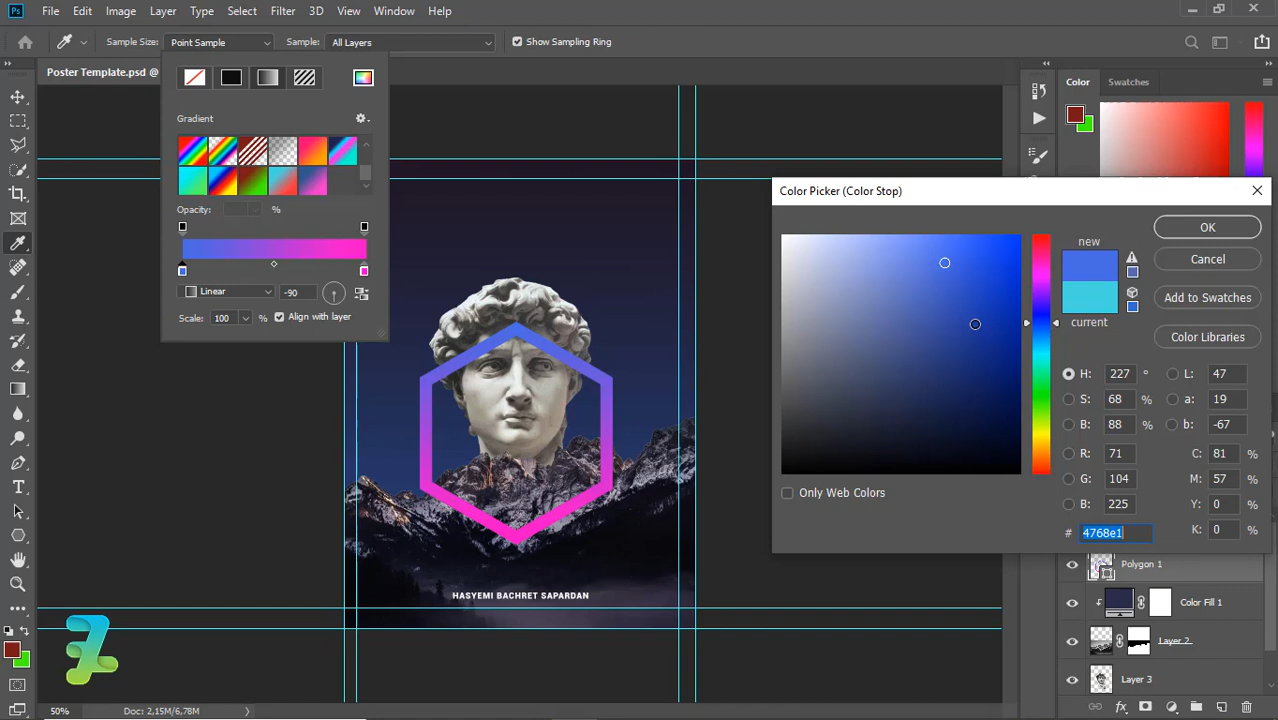 Ps File Edit Image Layer Type Select Filter 3D View Window Help
Sample Size: Point Sample Sample: All Layers Show Sampling Ring
Poster Template.psd @
Gradient
Opacity: %
Linear -90
Scale: 100 % Align with layer
HASYEMI BACHRET SAPARDAN
50% Doc: 2,15M/6,78M
Color Swatches
Color Picker (Color Stop)
new
current
OK
Cancel
Add to Swatches
Color Libraries
H: 227 ° L: 47
S: 68 % a: 19
B: 88 % b: -67
R: 71 C: 81 %
G: 104 M: 57 %
B: 225 Y: 0 %
# 4768e1 K: 0 %
Only Web Colors
Polygon 1
Color Fill 1
Layer 2
Layer 3
fx